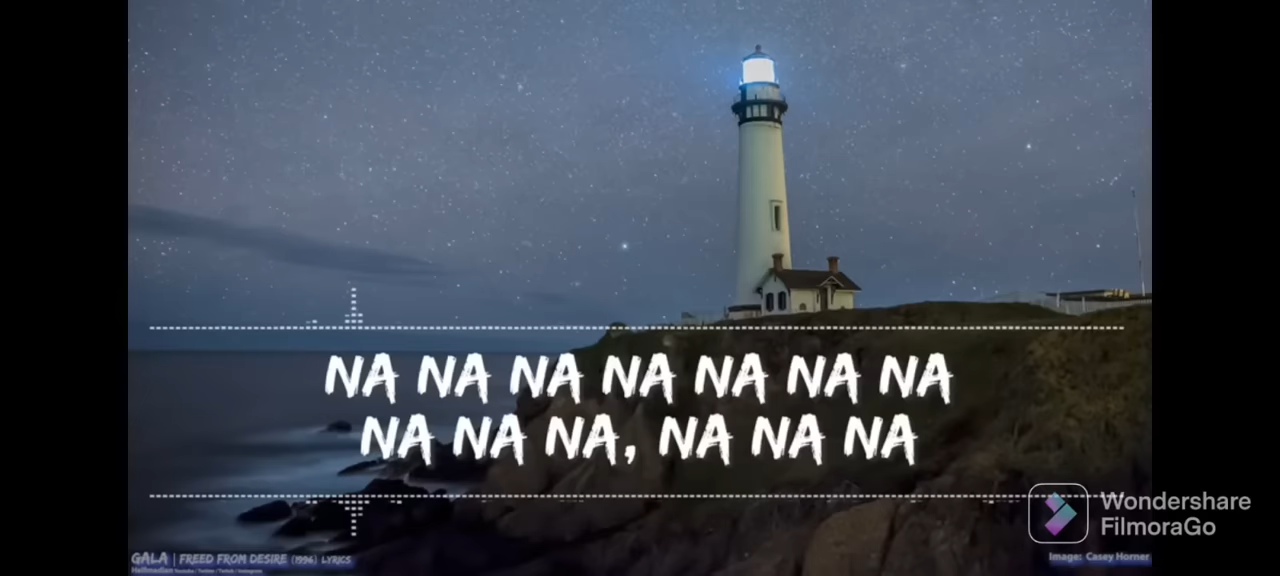 NA NA NA NA NA NA NA
NA NA NA, NA NA NA
Wondershare
FilmoraGo
GALA | FREED FROM DESIRE (1996) LYRICS
Image: Casey Horner